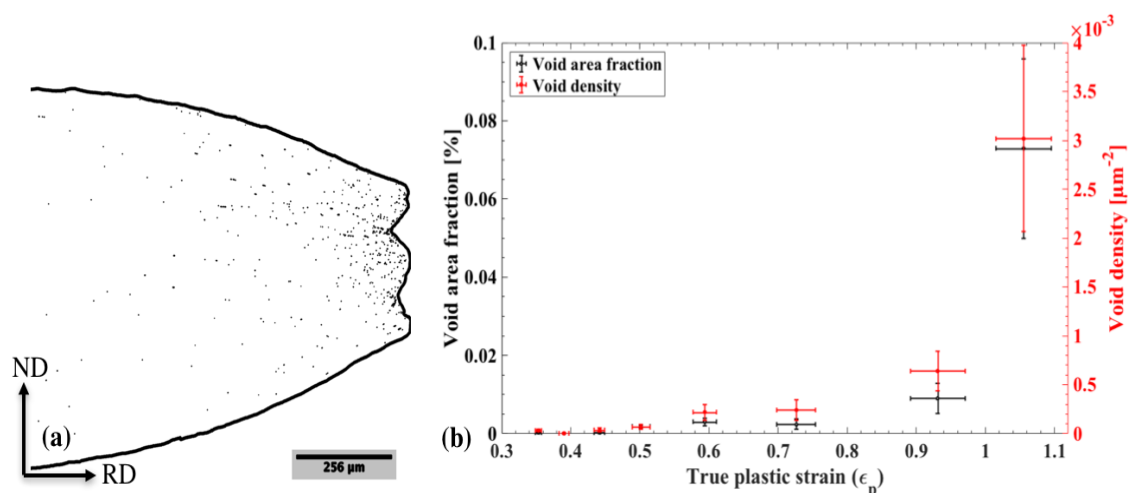 ND
(a)
RD
256 μm
(b)
×10⁻³
Void area fraction
Void density
Void area fraction [%]
0.1
0.08
0.06
0.04
0.02
0
0.3 0.4 0.5 0.6 0.7 0.8 0.9 1 1.1
True plastic strain (ϵₚ)
4
3.5
3
2.5
2
1.5
1
0.5
0
Void density [μm⁻²]